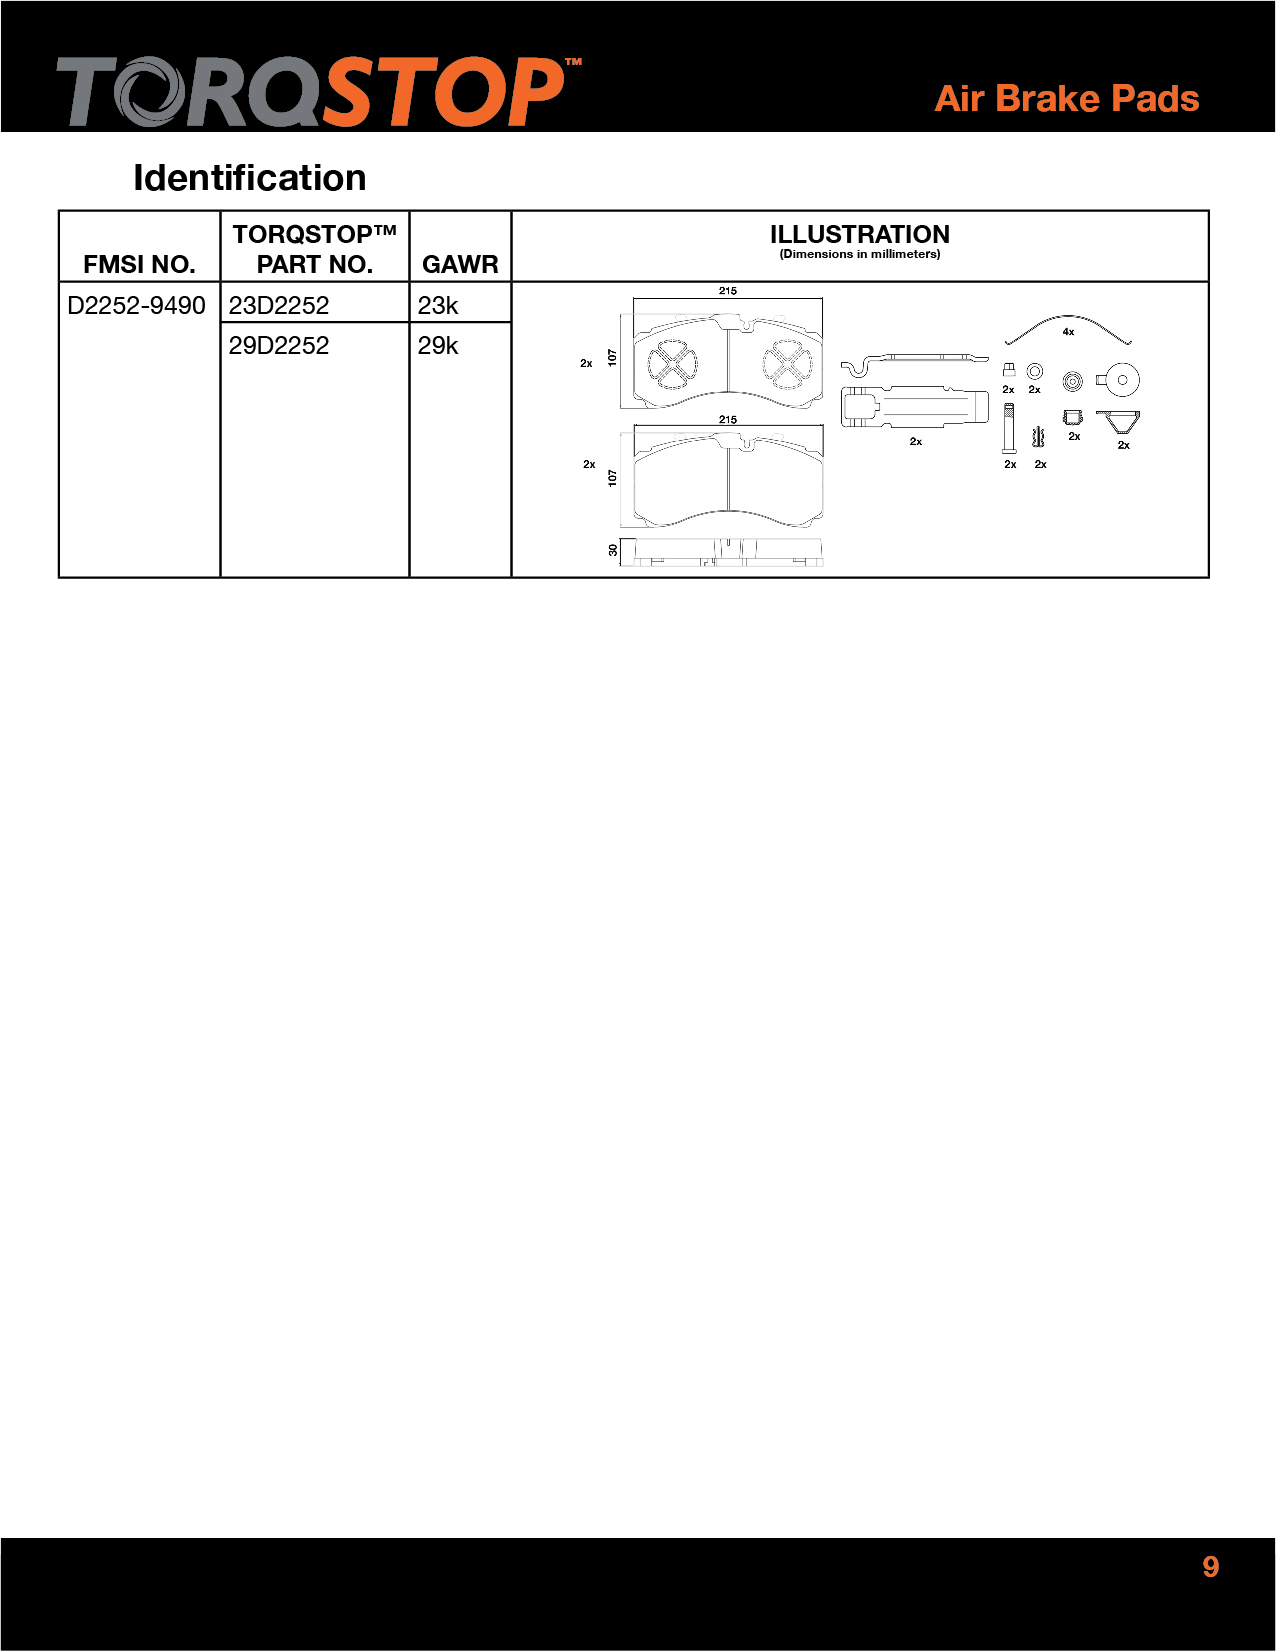 TORQSTOP™
Air Brake Pads
Identification
FMSI NO.
TORQSTOP™
PART NO.
GAWR
ILLUSTRATION
(Dimensions in millimeters)
D2252-9490
23D2252
23k
29D2252
29k
215
2x
107
215
2x
107
30
2x
4x
2x
2x
2x
2x
2x
2x
9